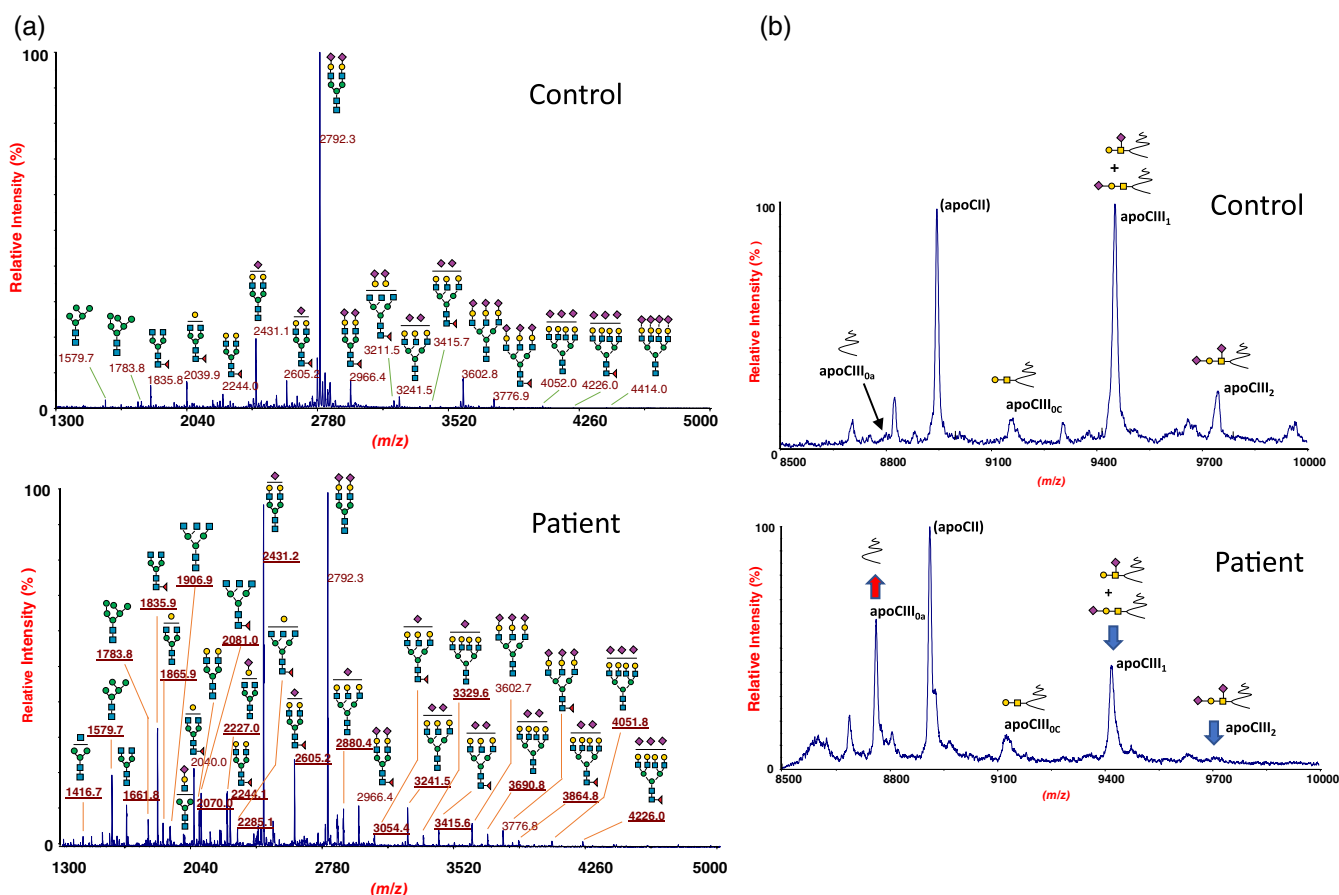 (a)
100
Control
Relative Intensity (%)
2792.3
2431.1
1579.7
1783.8
1835.8
2039.9
2244.0
2605.2
2966.4
3211.5
3241.5
3415.7
3602.8
3776.9
4052.0
4226.0
4414.0
0
1300 2040 2780 3520 4260 5000
(m/z)
100
Patient
Relative Intensity (%)
1906.9
1835.9
2431.2
2792.3
2081.0
1783.8
1865.9
3602.7
3329.6
4051.8
1579.7
2227.0
2040.0
2605.2
2880.4
3241.5
3690.8
1416.7
1661.8
2070.0
2244.1
2285.1
2966.4
3054.4
3415.6
3776.8
3864.8
4226.0
0
1300 2040 2780 3520 4260 5000
(m/z)
(b)
Control
100
Relative Intensity (%)
(apoCII)
+
apoCIII1
apoCIII0a
apoCIII0C
apoCIII2
0
8500 8800 9100 9400 9700 10000
(m/z)
100
Patient
Relative Intensity (%)
(apoCII)
+
apoCIII0a
apoCIII1
apoCIII0C
apoCIII2
0
8500 8800 9100 9400 9700 10000
(m/z)